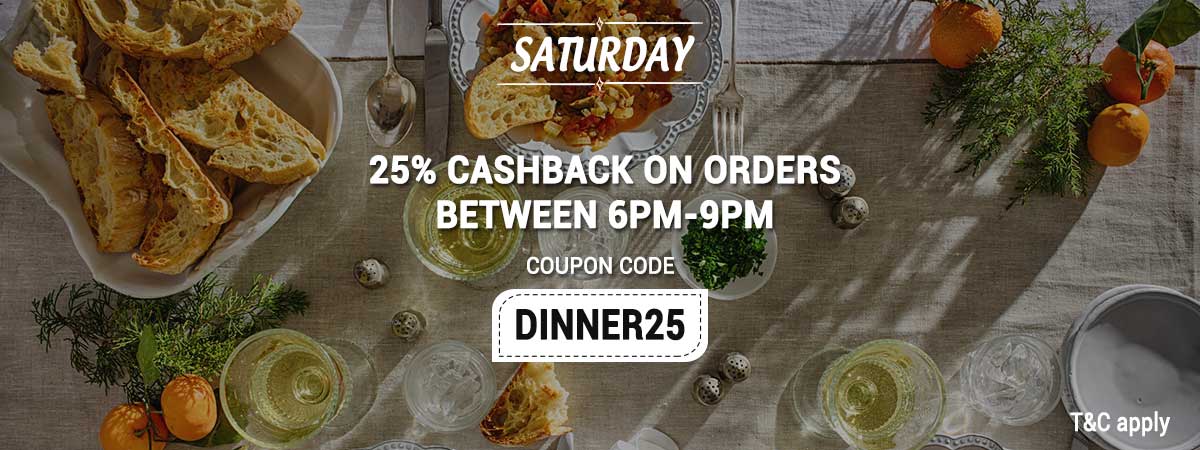 SATURDAY
25% CASHBACK ON ORDERS
BETWEEN 6PM-9PM
COUPON CODE
DINNER25
T&C apply